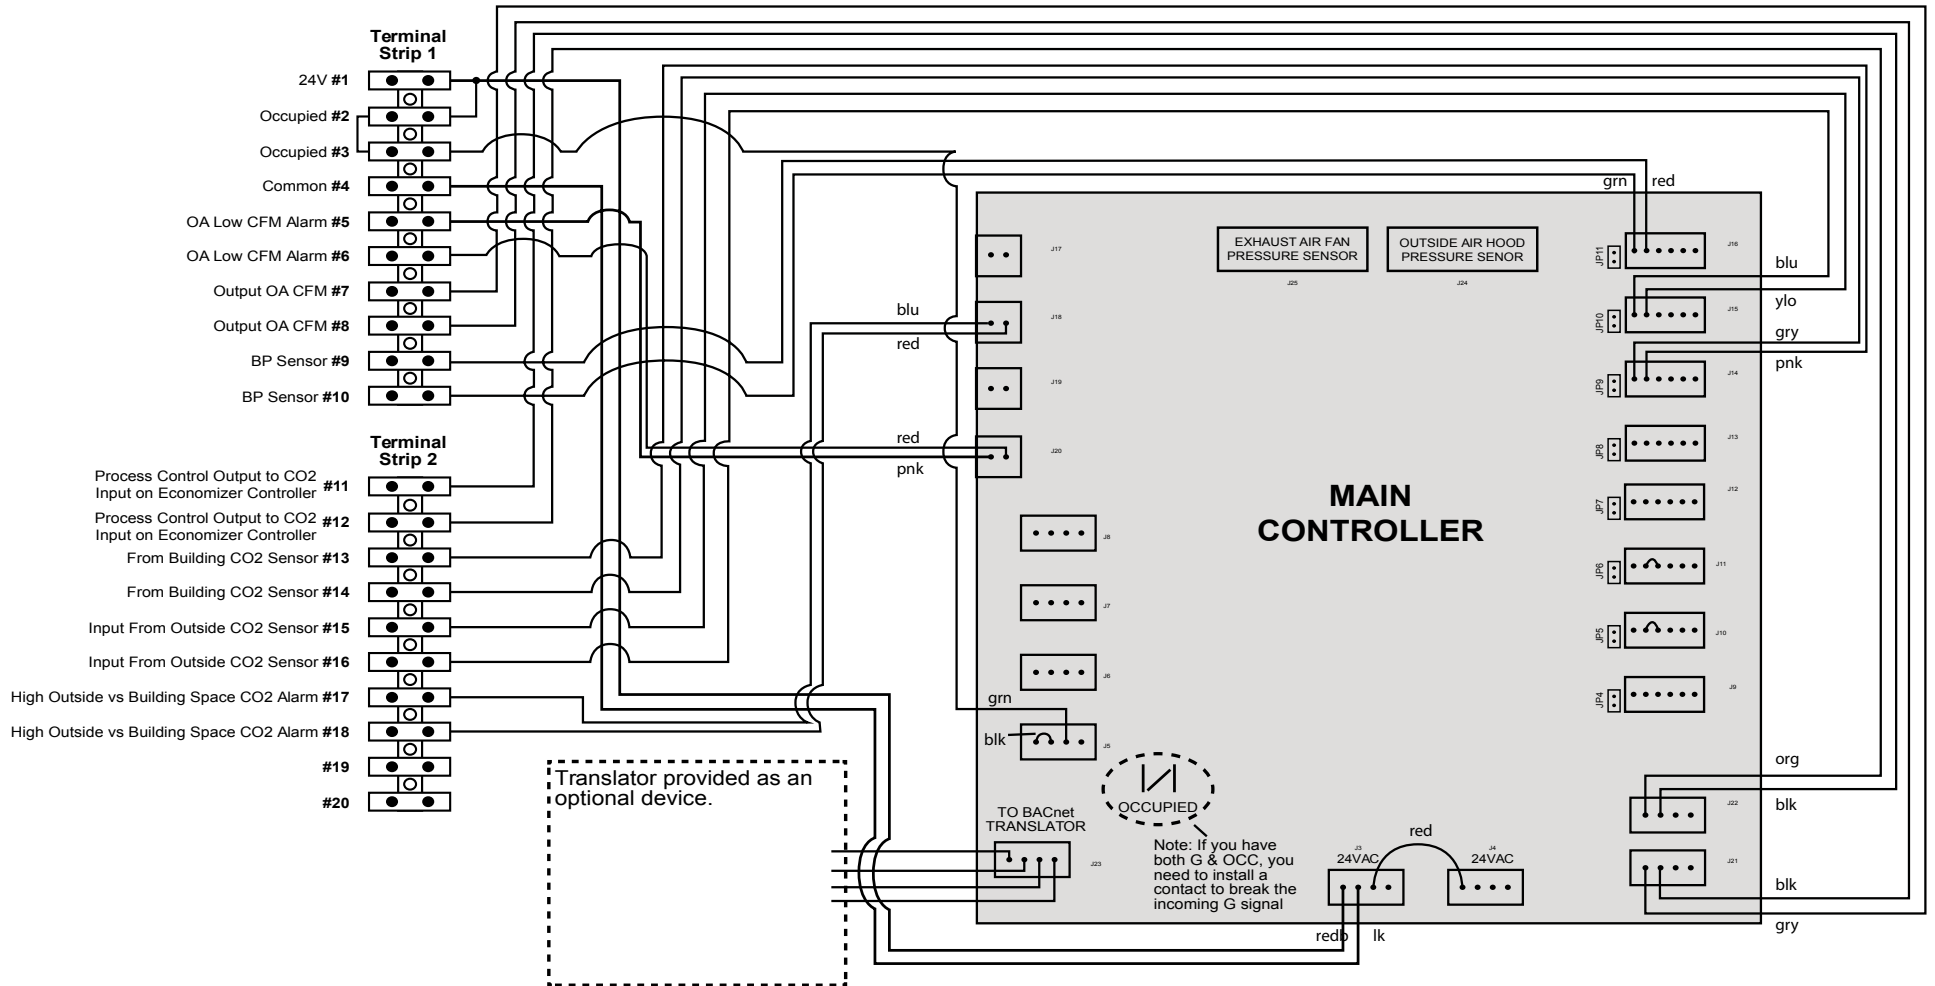 Terminal
Strip 1
24V #1
Occupied #2
Occupied #3
Common #4
OA Low CFM Alarm #5
OA Low CFM Alarm #6
Output OA CFM #7
Output OA CFM #8
BP Sensor #9
BP Sensor #10
Terminal
Strip 2
Process Control Output to CO2
Input on Economizer Controller #11
Process Control Output to CO2
Input on Economizer Controller #12
From Building CO2 Sensor #13
From Building CO2 Sensor #14
Input From Outside CO2 Sensor #15
Input From Outside CO2 Sensor #16
High Outside vs Building Space CO2 Alarm #17
High Outside vs Building Space CO2 Alarm #18
#19
#20
Translator provided as an
optional device.
blu
red
red
pnk
grn
blk
J17
J18
J19
J20
J8
J7
J6
J5
TO BACnet
TRANSLATOR
J23
EXHAUST AIR FAN
PRESSURE SENSOR
J25
OUTSIDE AIR HOOD
PRESSURE SENOR
J24
MAIN
CONTROLLER
OCCUPIED
Note: If you have
both G & OCC, you
need to install a
contact to break the
incoming G signal
J3
24VAC
red
J4
24VAC
redb
lk
grn
red
JP11
J16
blu
JP10
J15
ylo
gry
JP9
J14
pnk
JP8
J13
JP7
J12
JP6
J11
JP5
J10
JP4
J9
org
J22
blk
J21
blk
gry